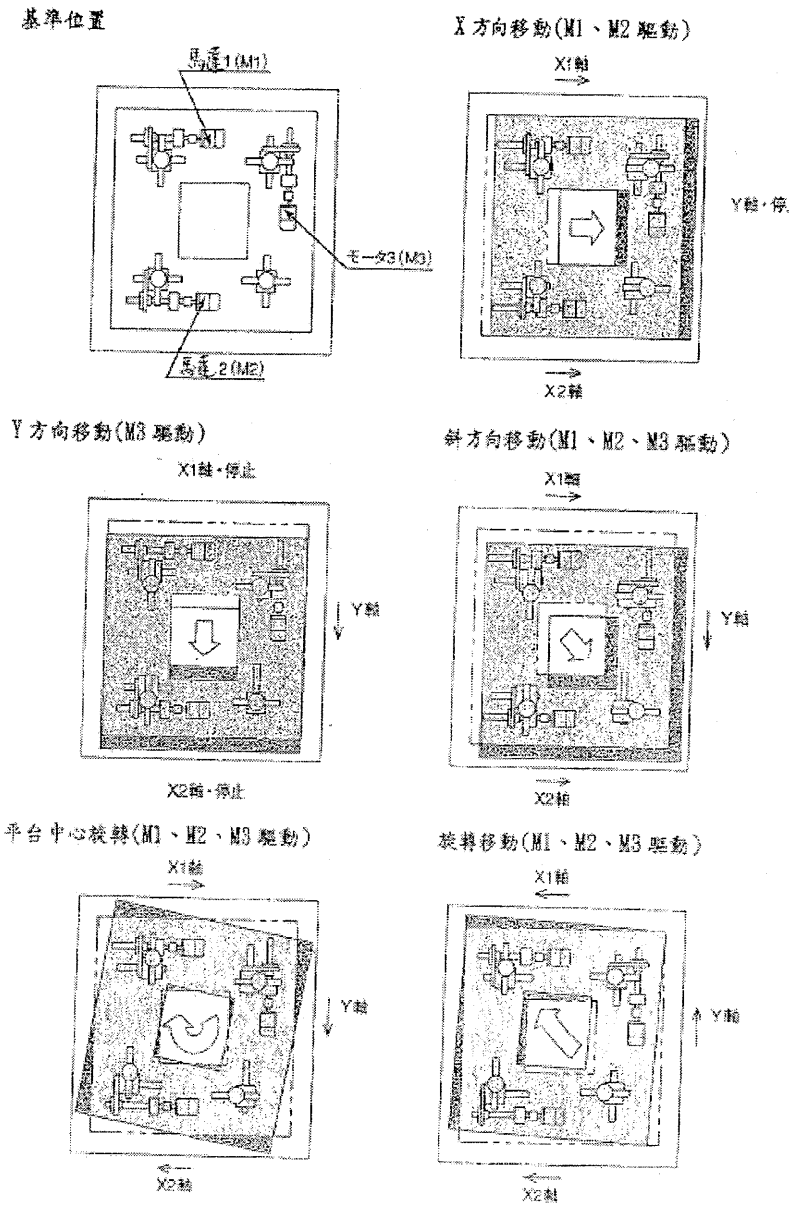 基準位置
馬達1(M1)
モータ3(M3)
馬達2(M2)
X方向移動(M1、M2驅動)
X1軸
Y軸・停
X2軸
Y方向移動(M3驅動)
X1軸・停止
Y軸
X2軸・停止
斜方向移動(M1、M2、M3驅動)
X1軸
Y軸
X2軸
平台中心旋轉(M1、M2、M3驅動)
X1軸
Y軸
X2軸
旋轉移動(M1、M2、M3驅動)
X1軸
Y軸
X2軸